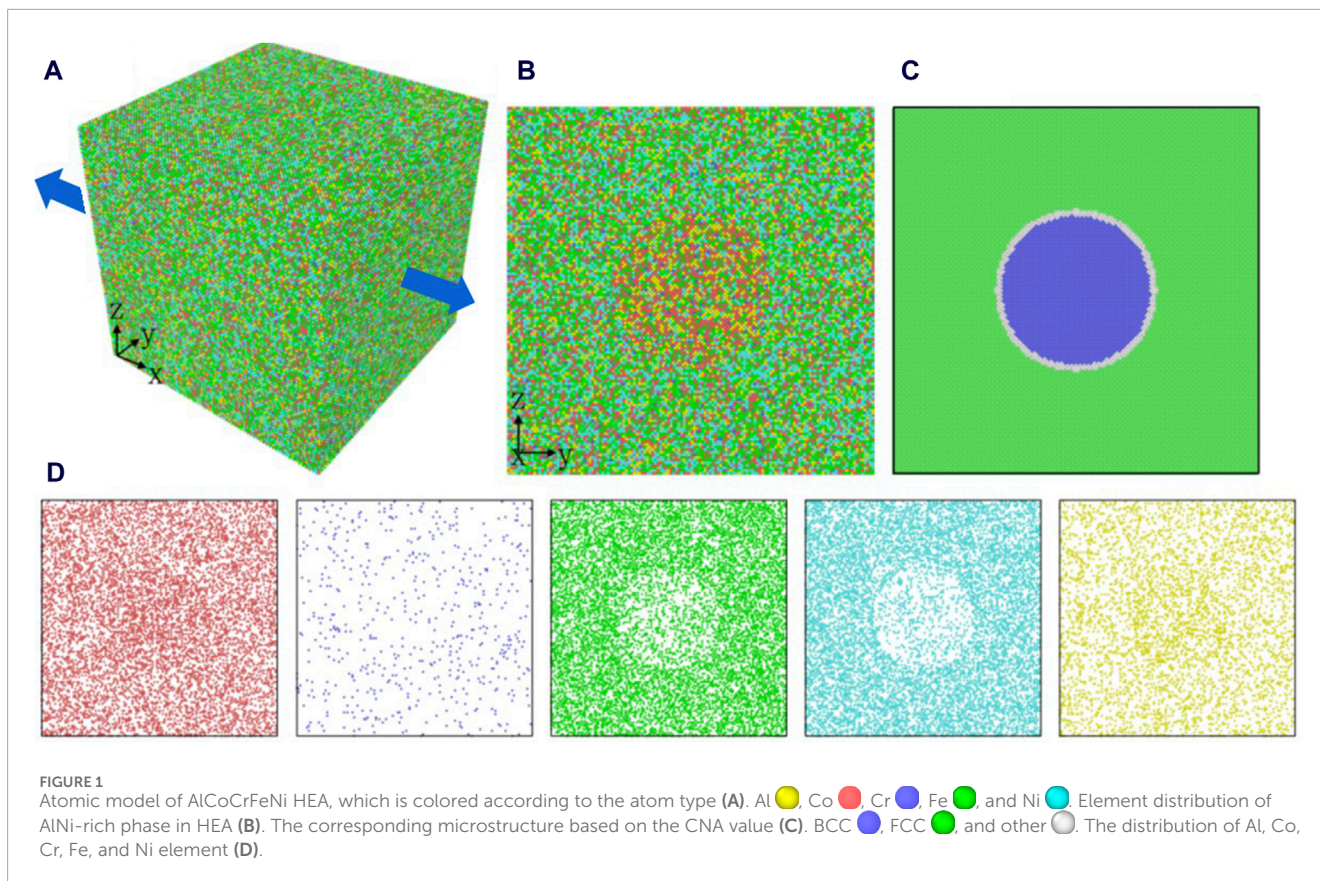 A
B
C
z
y
x
z
x
y
D
FIGURE 1
Atomic model of AlCoCrFeNi HEA, which is colored according to the atom type (A). Al , Co , Cr , Fe , and Ni . Element distribution of
AlNi-rich phase in HEA (B). The corresponding microstructure based on the CNA value (C). BCC , FCC , and other . The distribution of Al, Co,
Cr, Fe, and Ni element (D).